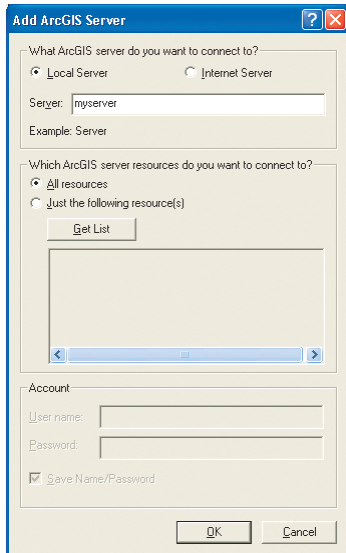 Add ArcGIS Server
What ArcGIS server do you want to connect to?
Local Server Internet Server
Server: myserver
Example: Server
Which ArcGIS server resources do you want to connect to?
All resources
Just the following resource(s)
Get List
Account
User name:
Password:
Save Name/Password
OK Cancel